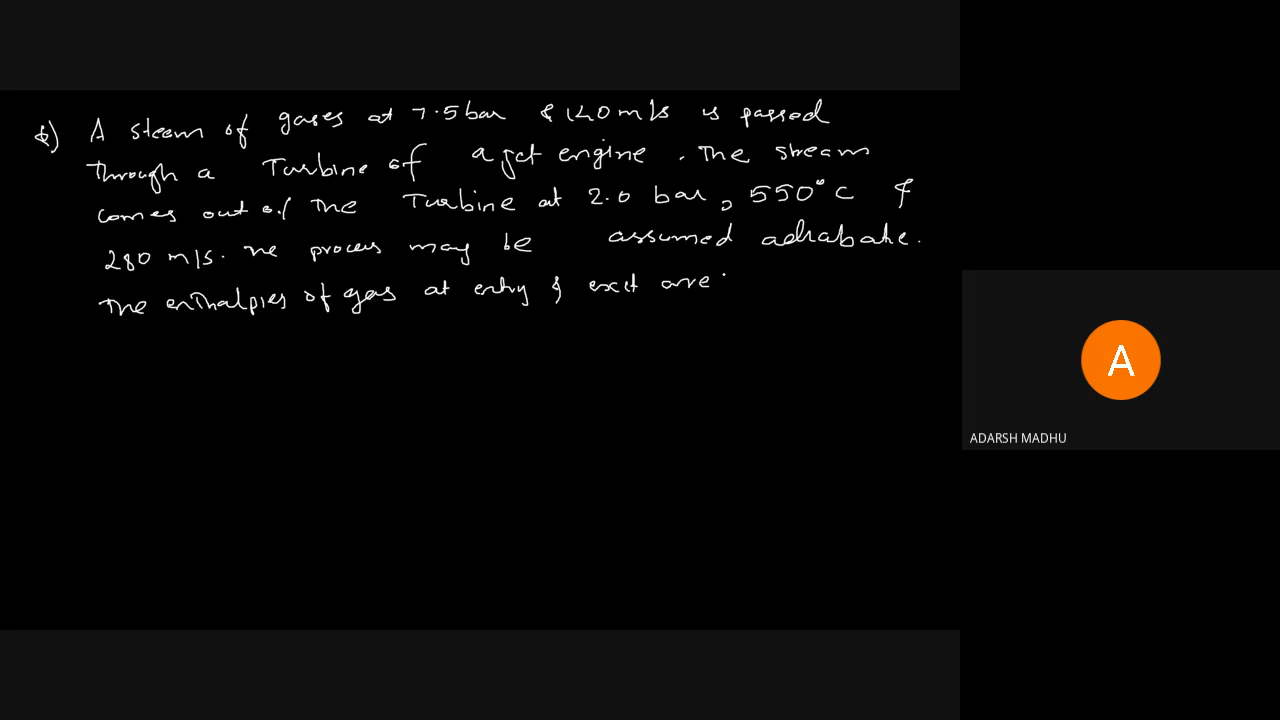 Q) A steam of gases at 7.5 bar & 140 m/s is passed
Through a Turbine of a jet engine. The stream
comes out of the Turbine at 2.0 bar, 550°C &
280 m/s. The process may be assumed adiabatic.
The enthalpies of gas at entry & exit are
A
ADARSH MADHU